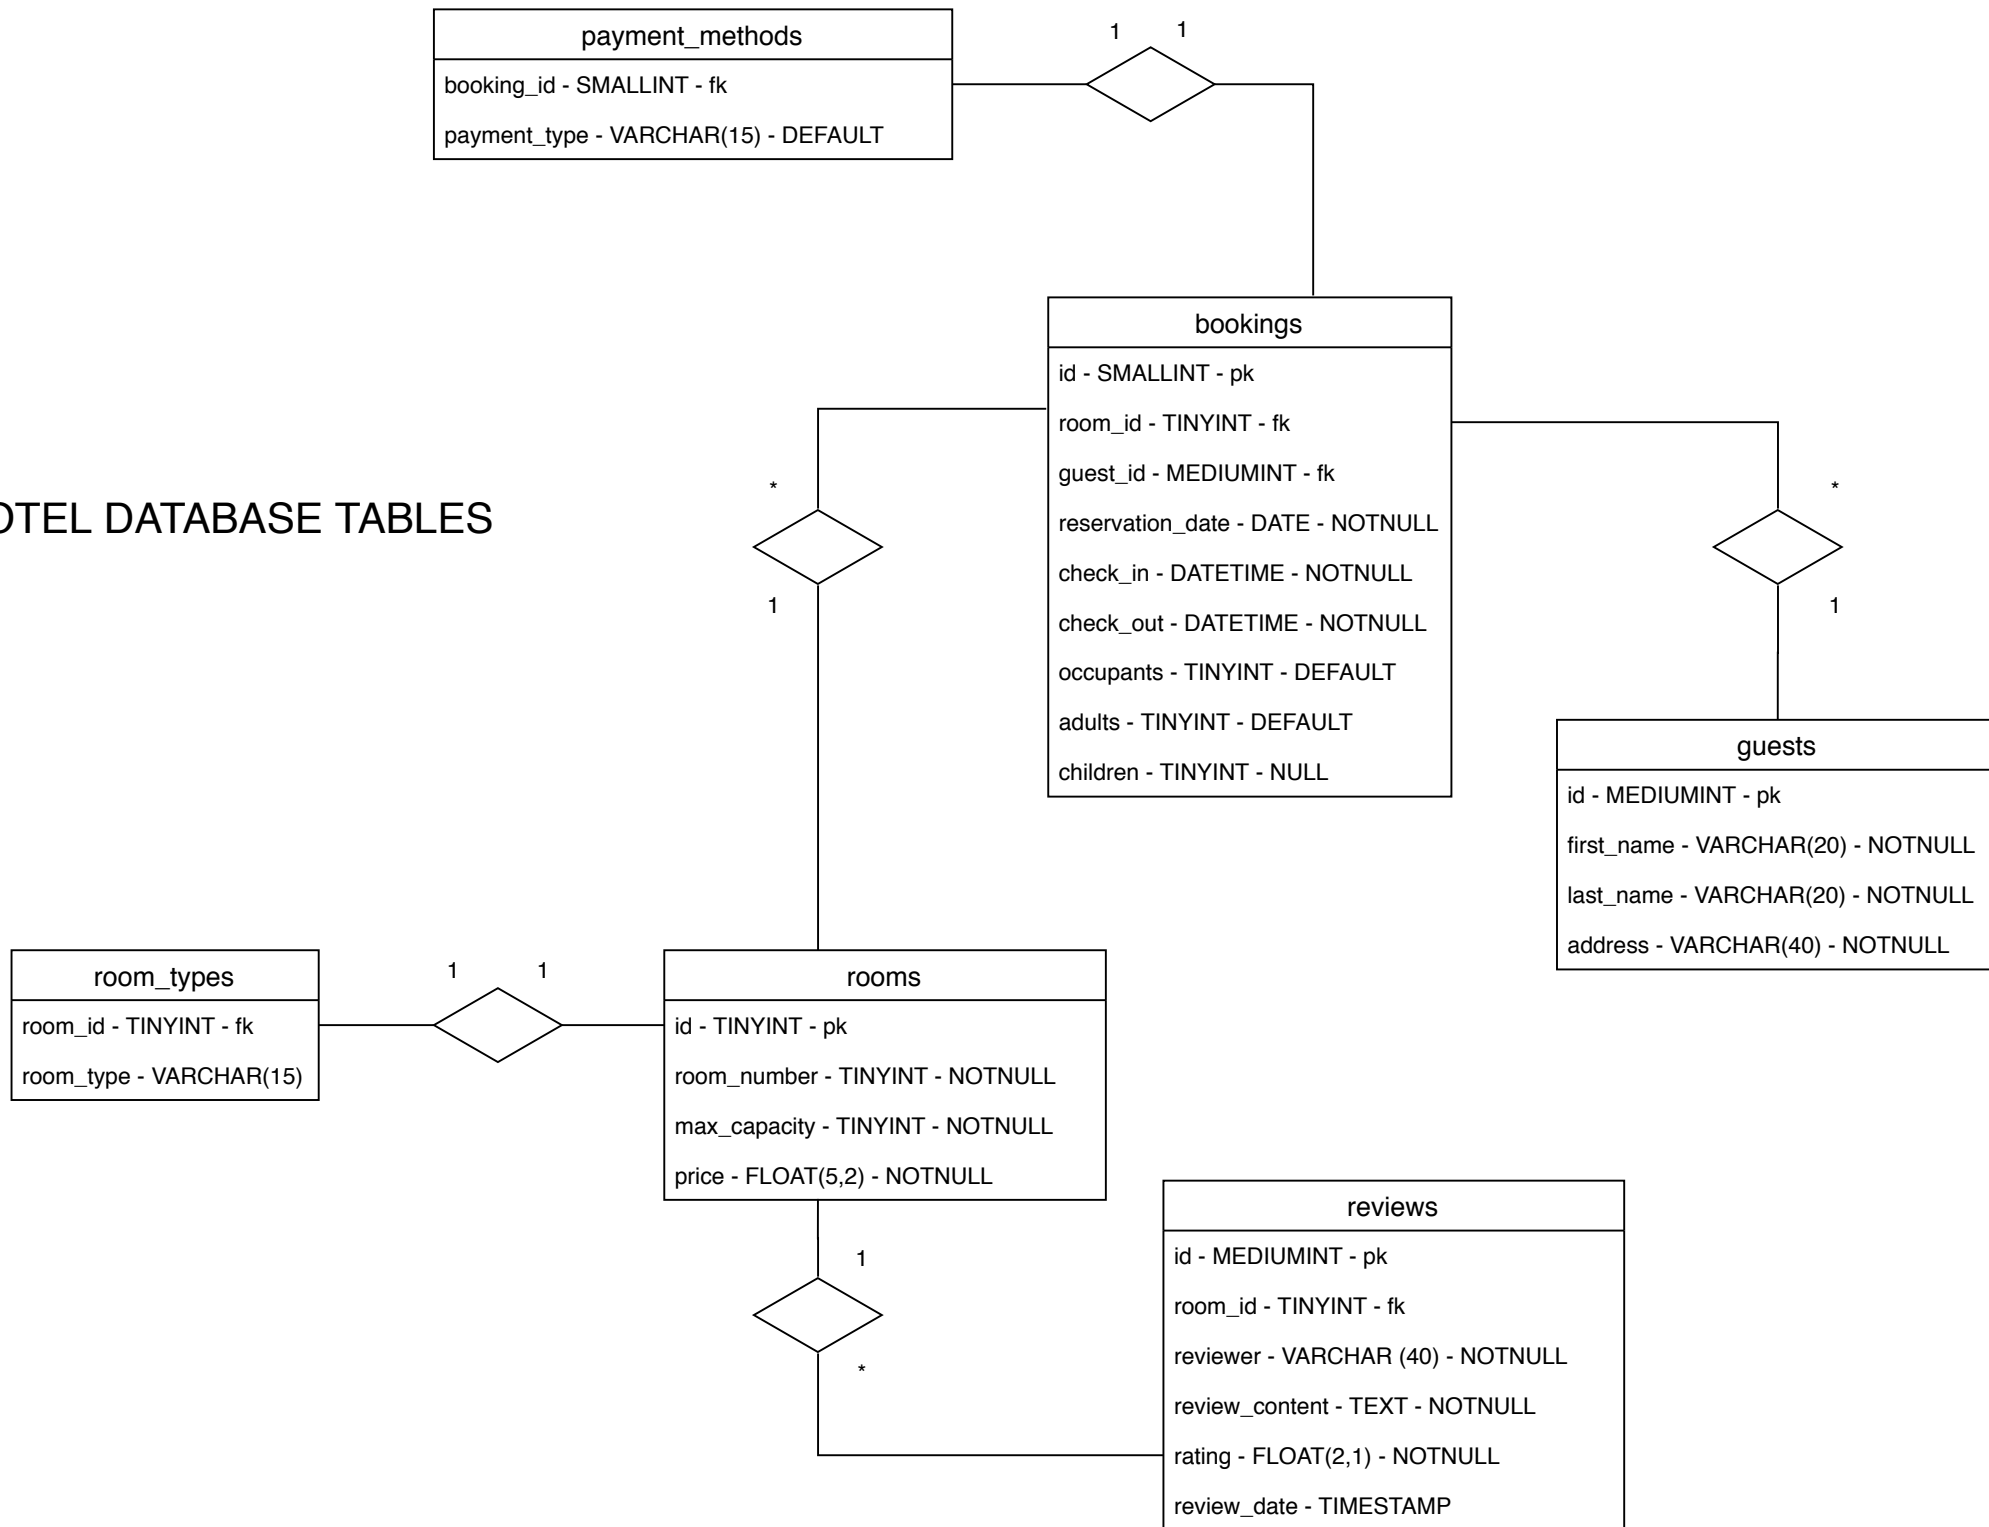 payment_methods
booking_id - SMALLINT - fk
payment_type - VARCHAR(15) - DEFAULT
1 1
bookings
id - SMALLINT - pk
room_id - TINYINT - fk
guest_id - MEDIUMINT - fk
reservation_date - DATE - NOTNULL
check_in - DATETIME - NOTNULL
check_out - DATETIME - NOTNULL
occupants - TINYINT - DEFAULT
adults - TINYINT - DEFAULT
children - TINYINT - NULL
*
1
*
1
OTEL DATABASE TABLES
guests
id - MEDIUMINT - pk
first_name - VARCHAR(20) - NOTNULL
last_name - VARCHAR(20) - NOTNULL
address - VARCHAR(40) - NOTNULL
room_types
room_id - TINYINT - fk
room_type - VARCHAR(15)
1 1
rooms
id - TINYINT - pk
room_number - TINYINT - NOTNULL
max_capacity - TINYINT - NOTNULL
price - FLOAT(5,2) - NOTNULL
1
*
reviews
id - MEDIUMINT - pk
room_id - TINYINT - fk
reviewer - VARCHAR (40) - NOTNULL
review_content - TEXT - NOTNULL
rating - FLOAT(2,1) - NOTNULL
review_date - TIMESTAMP